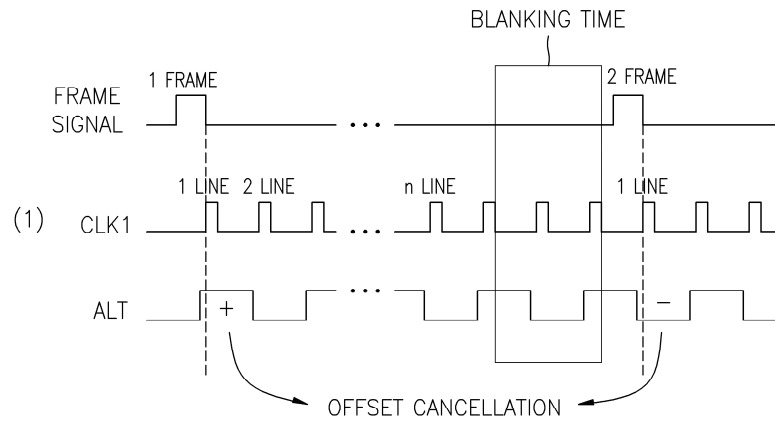 BLANKING TIME
1 FRAME
2 FRAME
FRAME
SIGNAL
...
1 LINE
2 LINE
n LINE
1 LINE
(1)
CLK1
...
ALT
+
...
−
OFFSET CANCELLATION